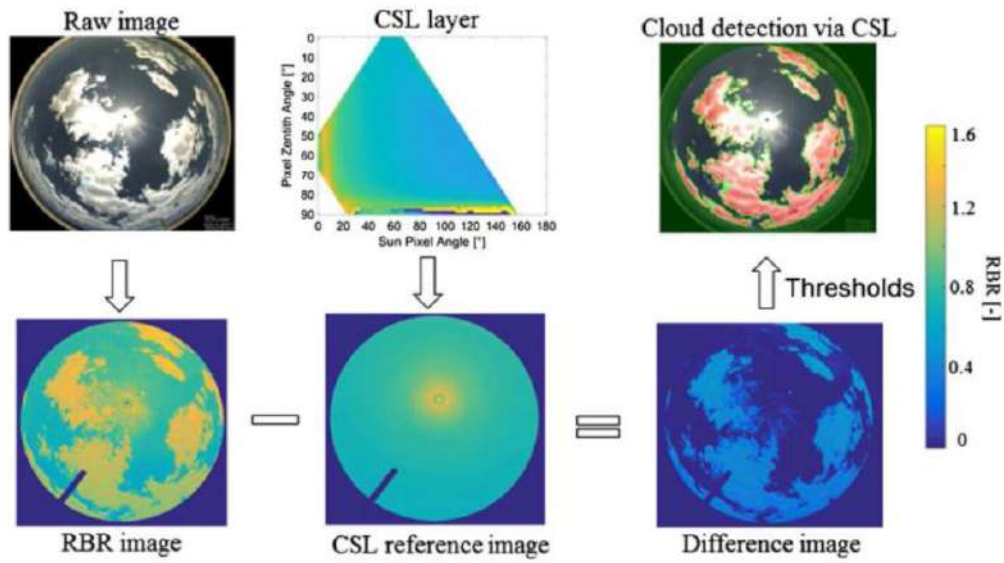 Raw image
CSL layer
Cloud detection via CSL
0
10
20
30
40
50
60
70
80
90
Pixel Zentith Angle [°]
0 20 40 60 80 100 120 140 160 180
Sun Pixel Angle [°]
1.6
1.2
0.8
0.4
0
RBR [-]
Thresholds
RBR image
CSL reference image
Difference image